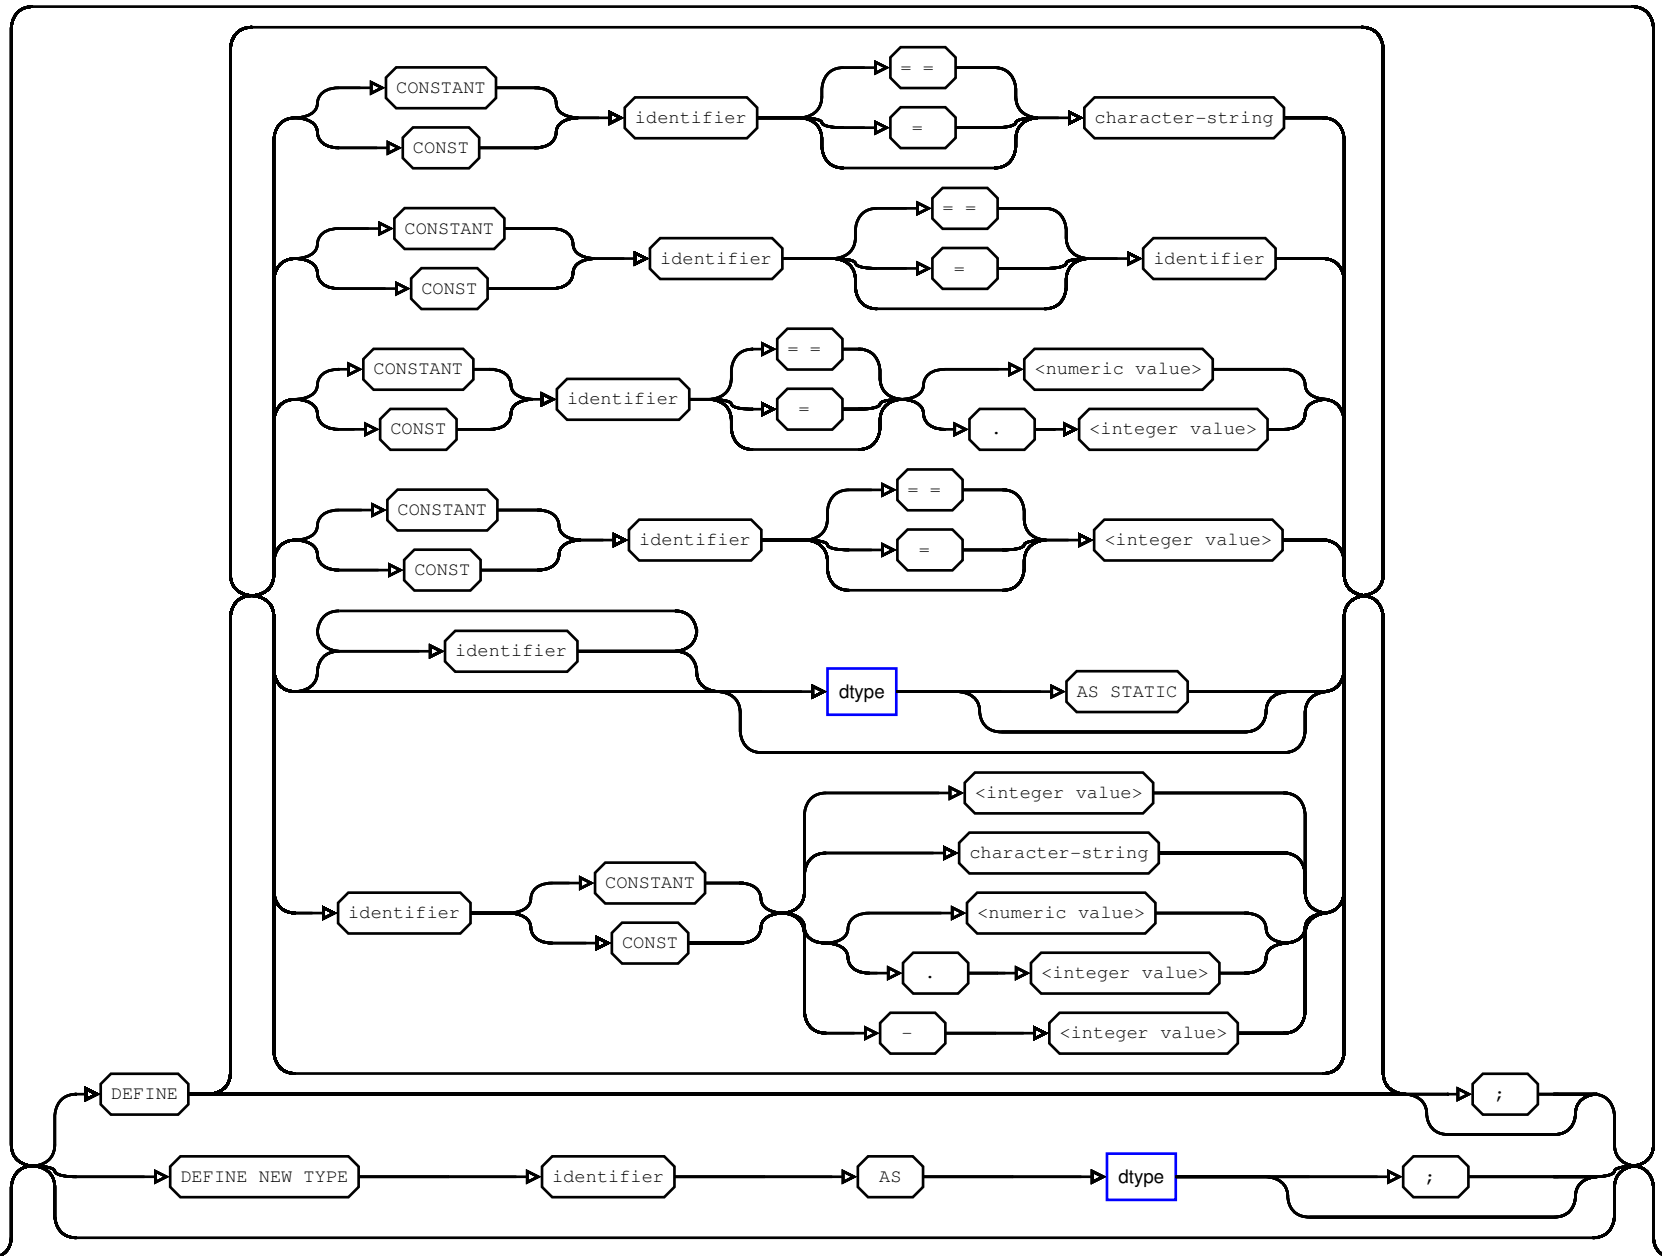 = =
CONSTANT
identifier
=
character-string
CONST
= =
CONSTANT
identifier
=
identifier
CONST
= =
CONSTANT
<numeric value>
identifier
=
CONST
.
<integer value>
= =
CONSTANT
identifier
=
<integer value>
CONST
identifier
dtype
AS STATIC
<integer value>
character-string
CONSTANT
identifier
<numeric value>
CONST
.
<integer value>
-
<integer value>
DEFINE
;
DEFINE NEW TYPE
identifier
AS
dtype
;